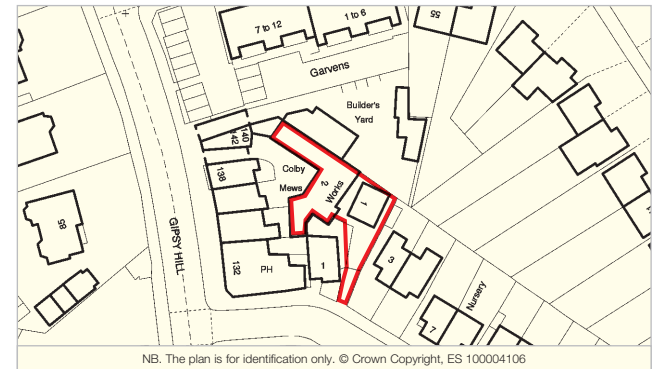 7 to 12
1 to 6
55
Garvens
Builder's
Yard
140
142
138
Colby
Mews
2
Works
1
85
GIPSY HILL
132
PH
1
3
Nursery
7
NB. The plan is for identification only. © Crown Copyright, ES 100004106